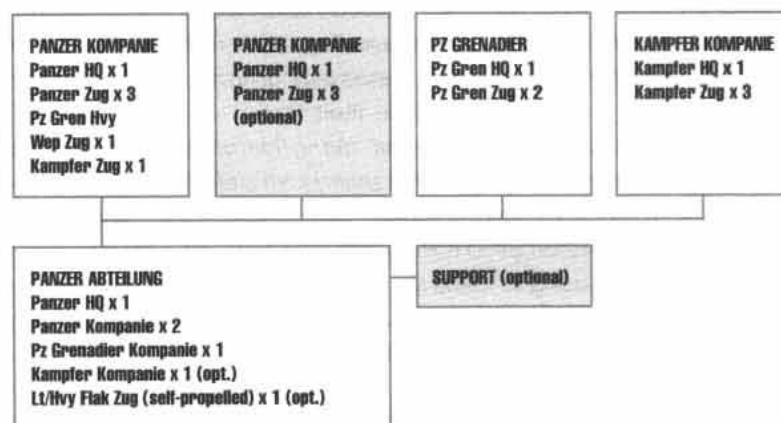 PANZER KOMPANIE
Panzer HQ x 1
Panzer Zug x 3
Pz Gren Hvy
Wep Zug x 1
Kampfer Zug x 1
PANZER KOMPANIE
Panzer HQ x 1
Panzer Zug x 3
(optional)
PZ GRENADIER
Pz Gren HQ x 1
Pz Gren Zug x 2
KAMPFER KOMPANIE
Kampfer HQ x 1
Kampfer Zug x 3
PANZER ABTEILUNG
Panzer HQ x 1
Panzer Kompanie x 2
Pz Grenadier Kompanie x 1
Kampfer Kompanie x 1 (opt.)
Lt/Hvy Flak Zug (self-propelled) x 1 (opt.)
SUPPORT (optional)